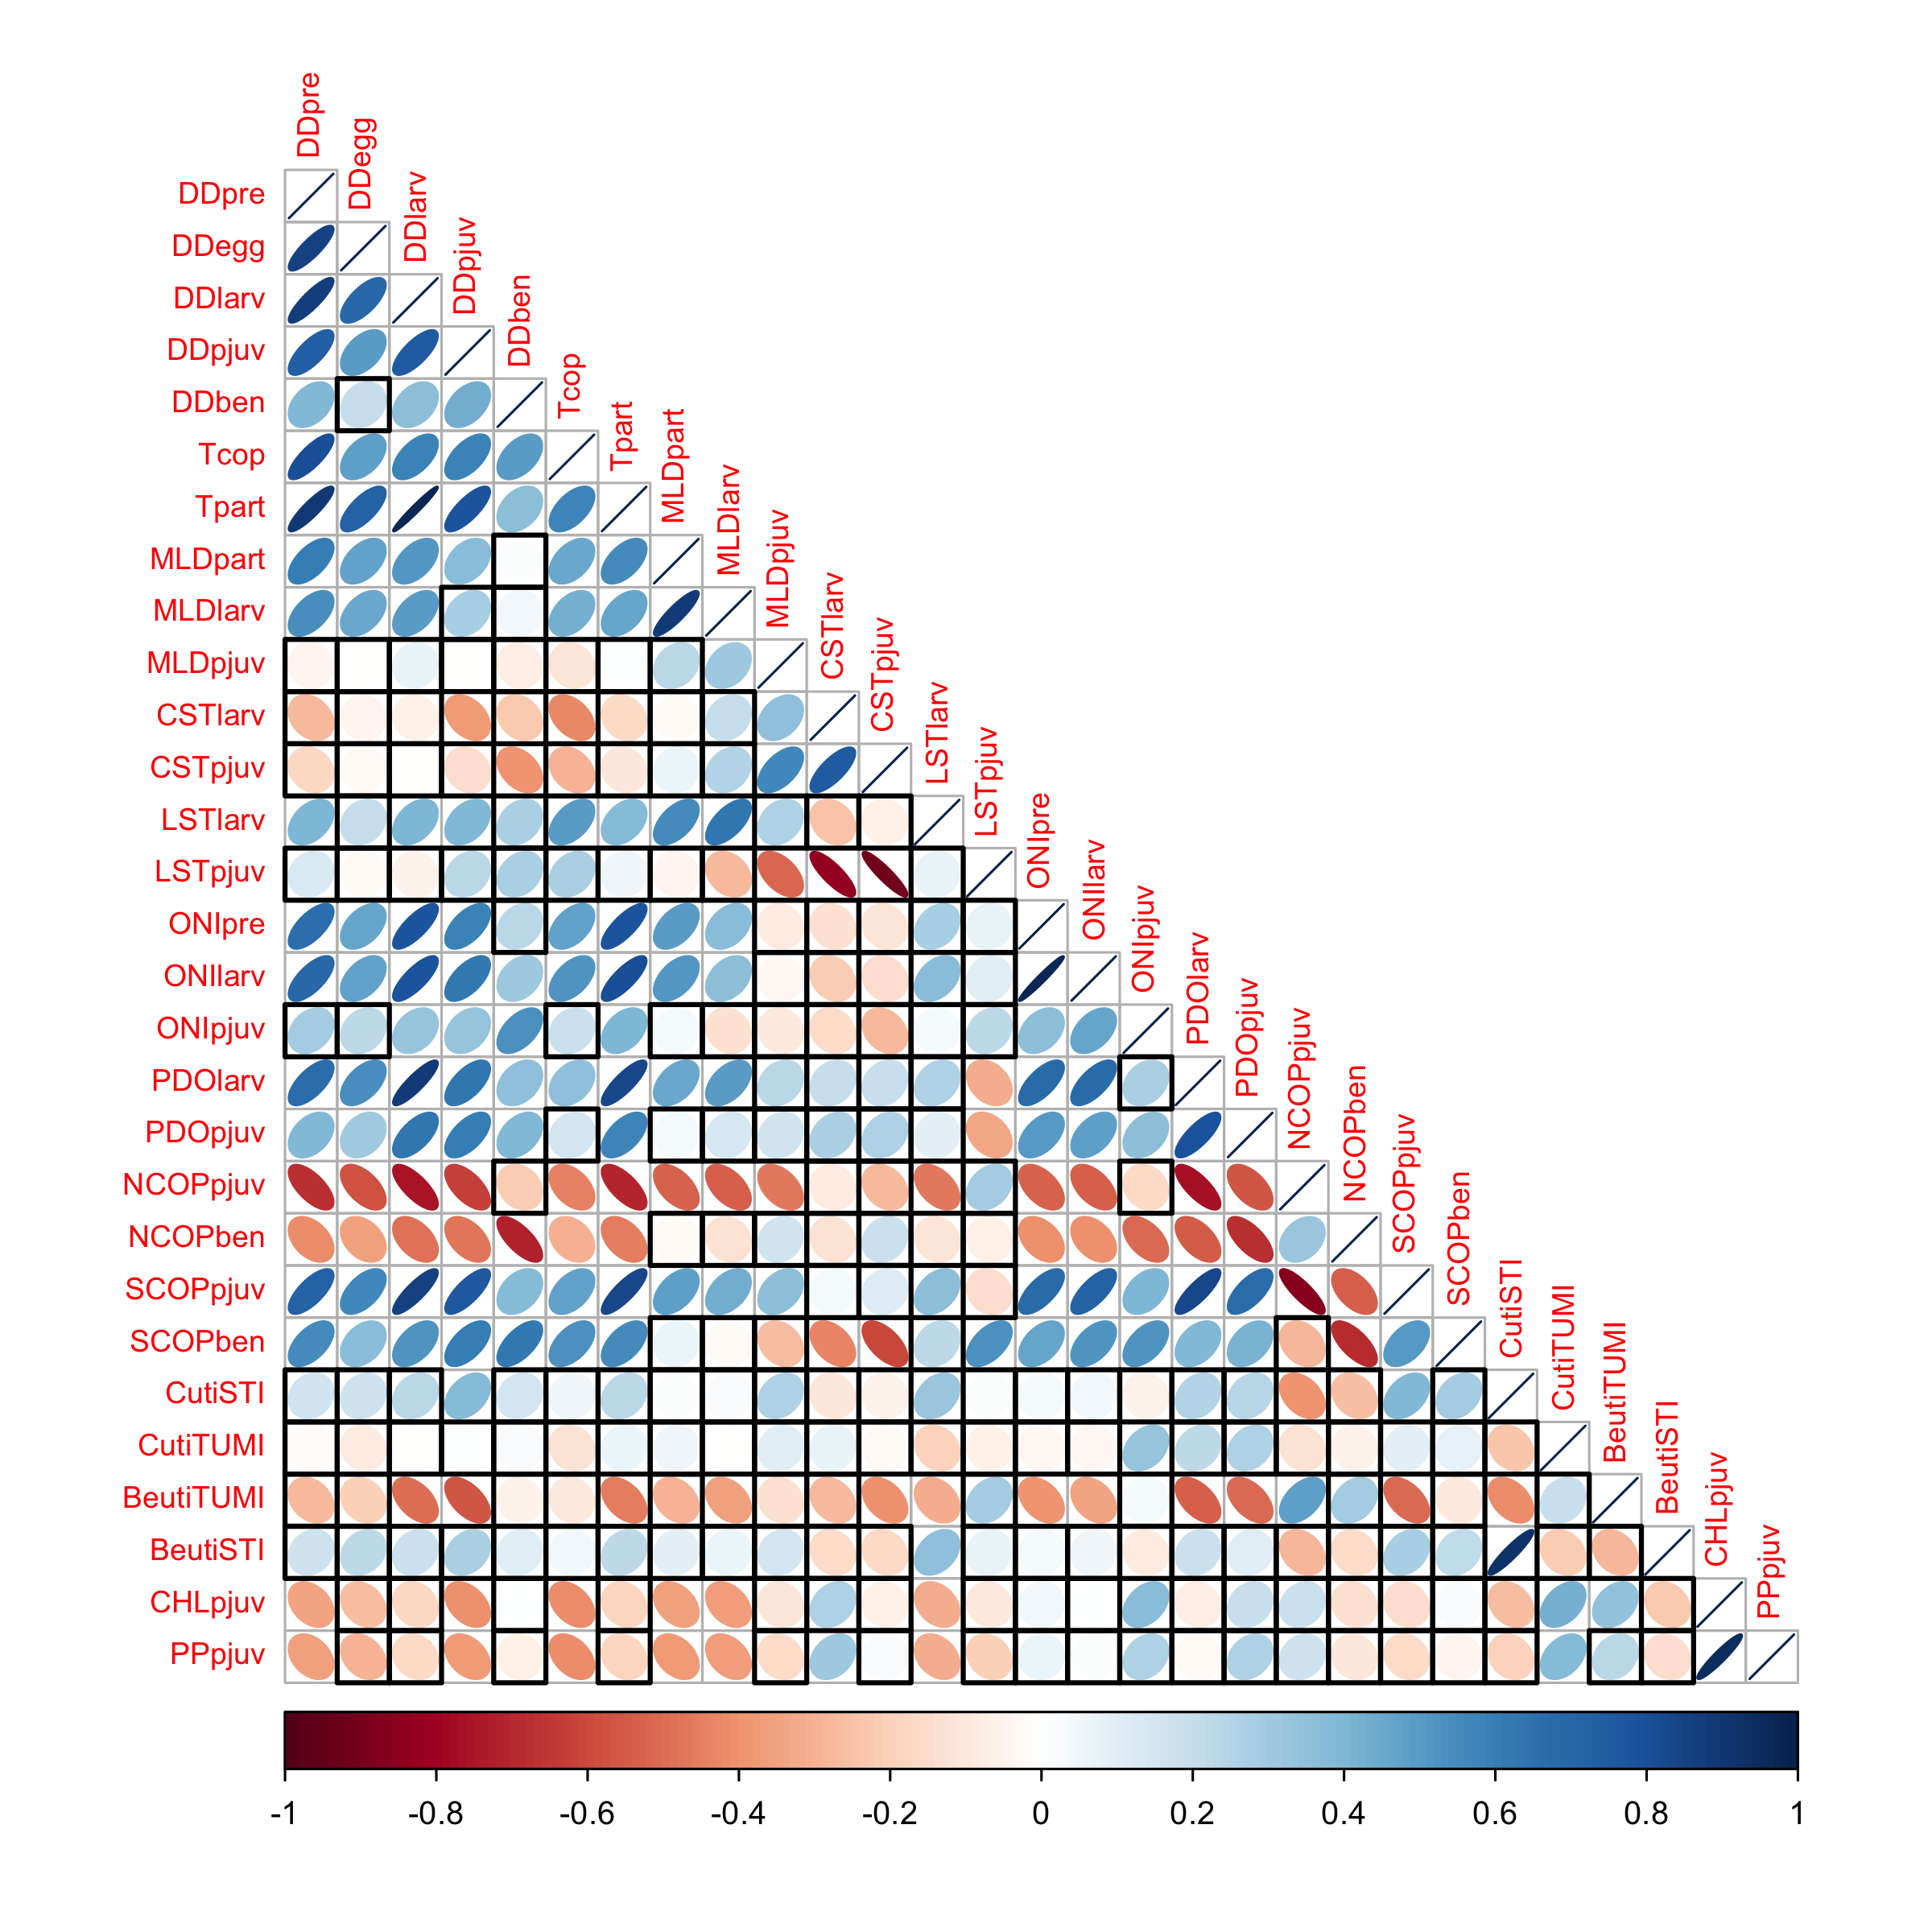 DDpre
DDegg
DDlarv
DDpjuv
DDben
Tcop
Tpart
MLDpart
MLDlarv
MLDpjuv
CSTlarv
CSTpjuv
LSTlarv
LSTpjuv
ONIpre
ONIlarv
ONIpjuv
PDOlarv
PDOpjuv
NCOPpjuv
NCOPben
SCOPpjuv
SCOPben
CutiSTI
CutiTUMI
BeutiTUMI
BeutiSTI
CHLpjuv
PPpjuv
DDpre
DDegg
DDlarv
DDpjuv
DDben
Tcop
Tpart
MLDpart
MLDlarv
MLDpjuv
CSTlarv
CSTpjuv
LSTlarv
LSTpjuv
ONIpre
ONIlarv
ONIpjuv
PDOlarv
PDOpjuv
NCOPpjuv
NCOPben
SCOPpjuv
SCOPben
CutiSTI
CutiTUMI
BeutiTUMI
BeutiSTI
CHLpjuv
PPpjuv
-1 -0.8 -0.6 -0.4 -0.2 0 0.2 0.4 0.6 0.8 1